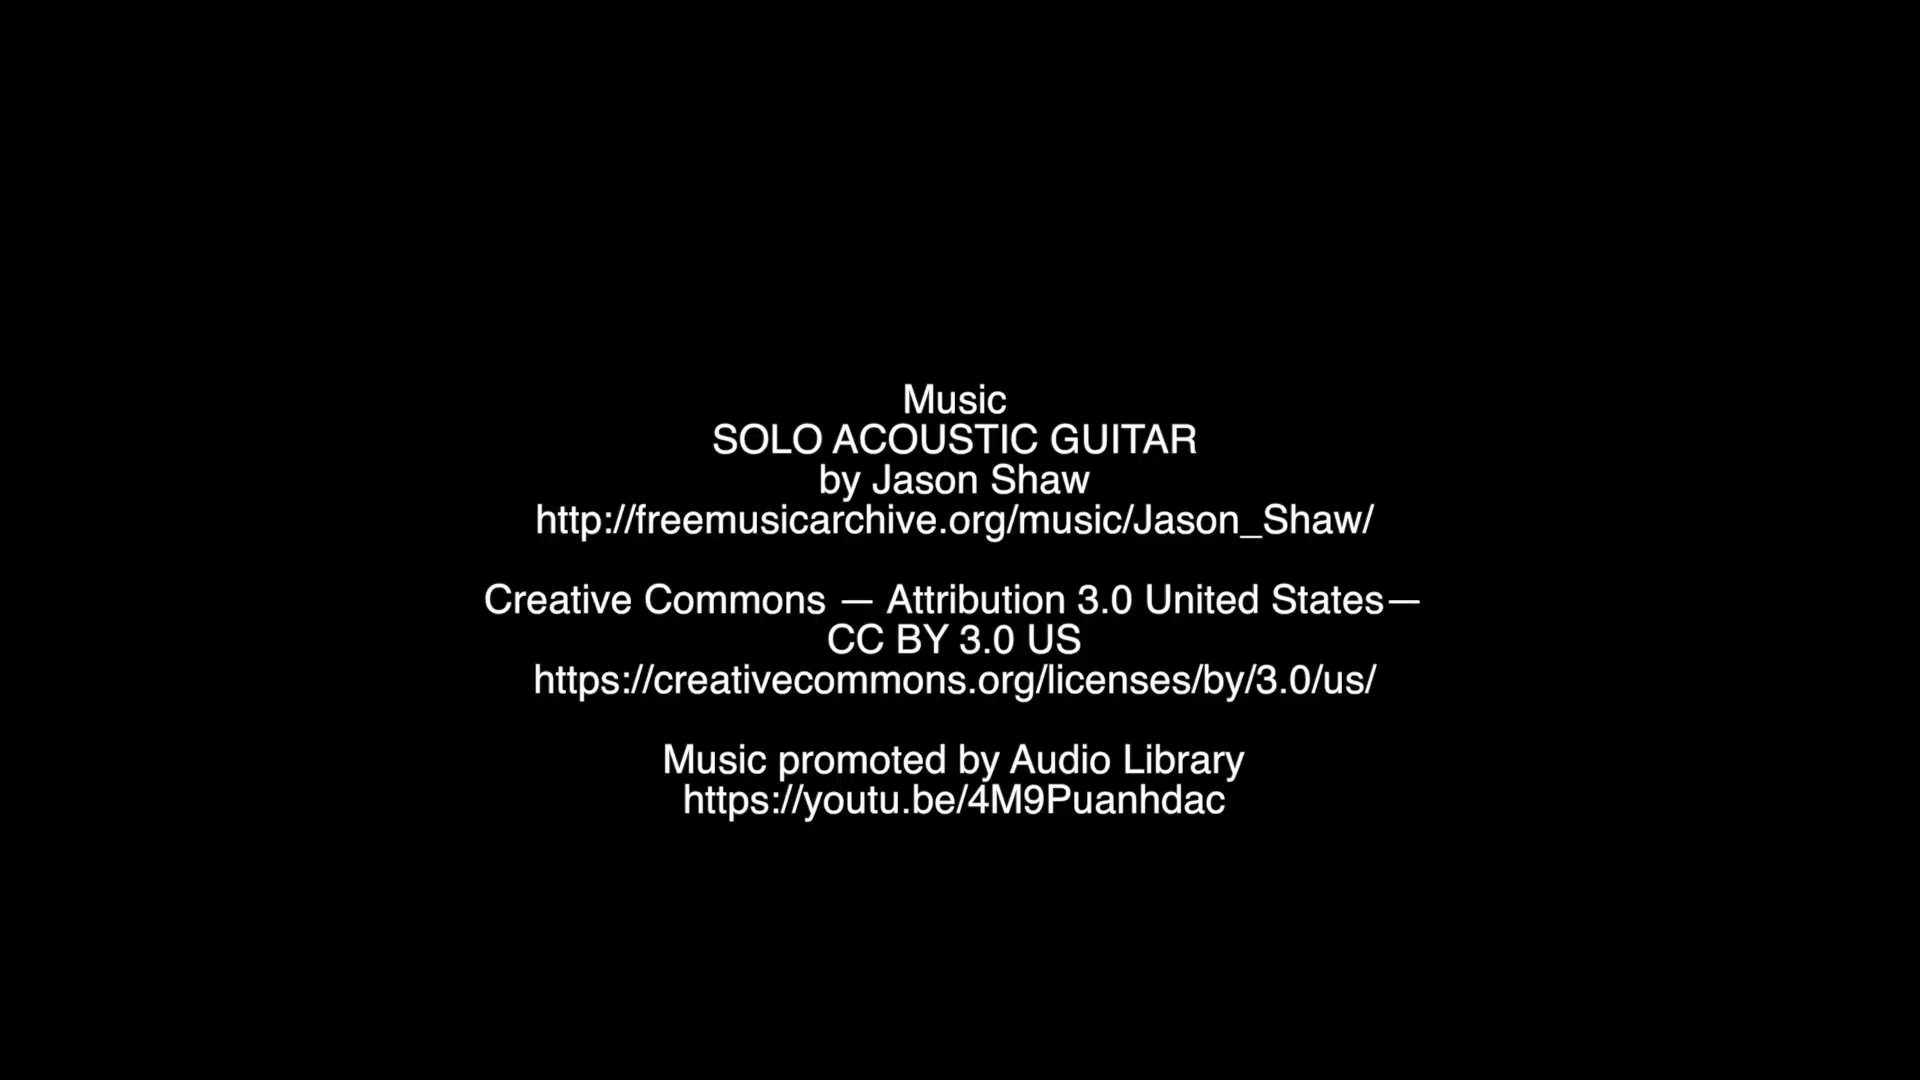 Music
SOLO ACOUSTIC GUITAR
by Jason Shaw
http://freemusicarchive.org/music/Jason_Shaw/
Creative Commons — Attribution 3.0 United States—
CC BY 3.0 US
https://creativecommons.org/licenses/by/3.0/us/
Music promoted by Audio Library
https://youtu.be/4M9Puanhdac